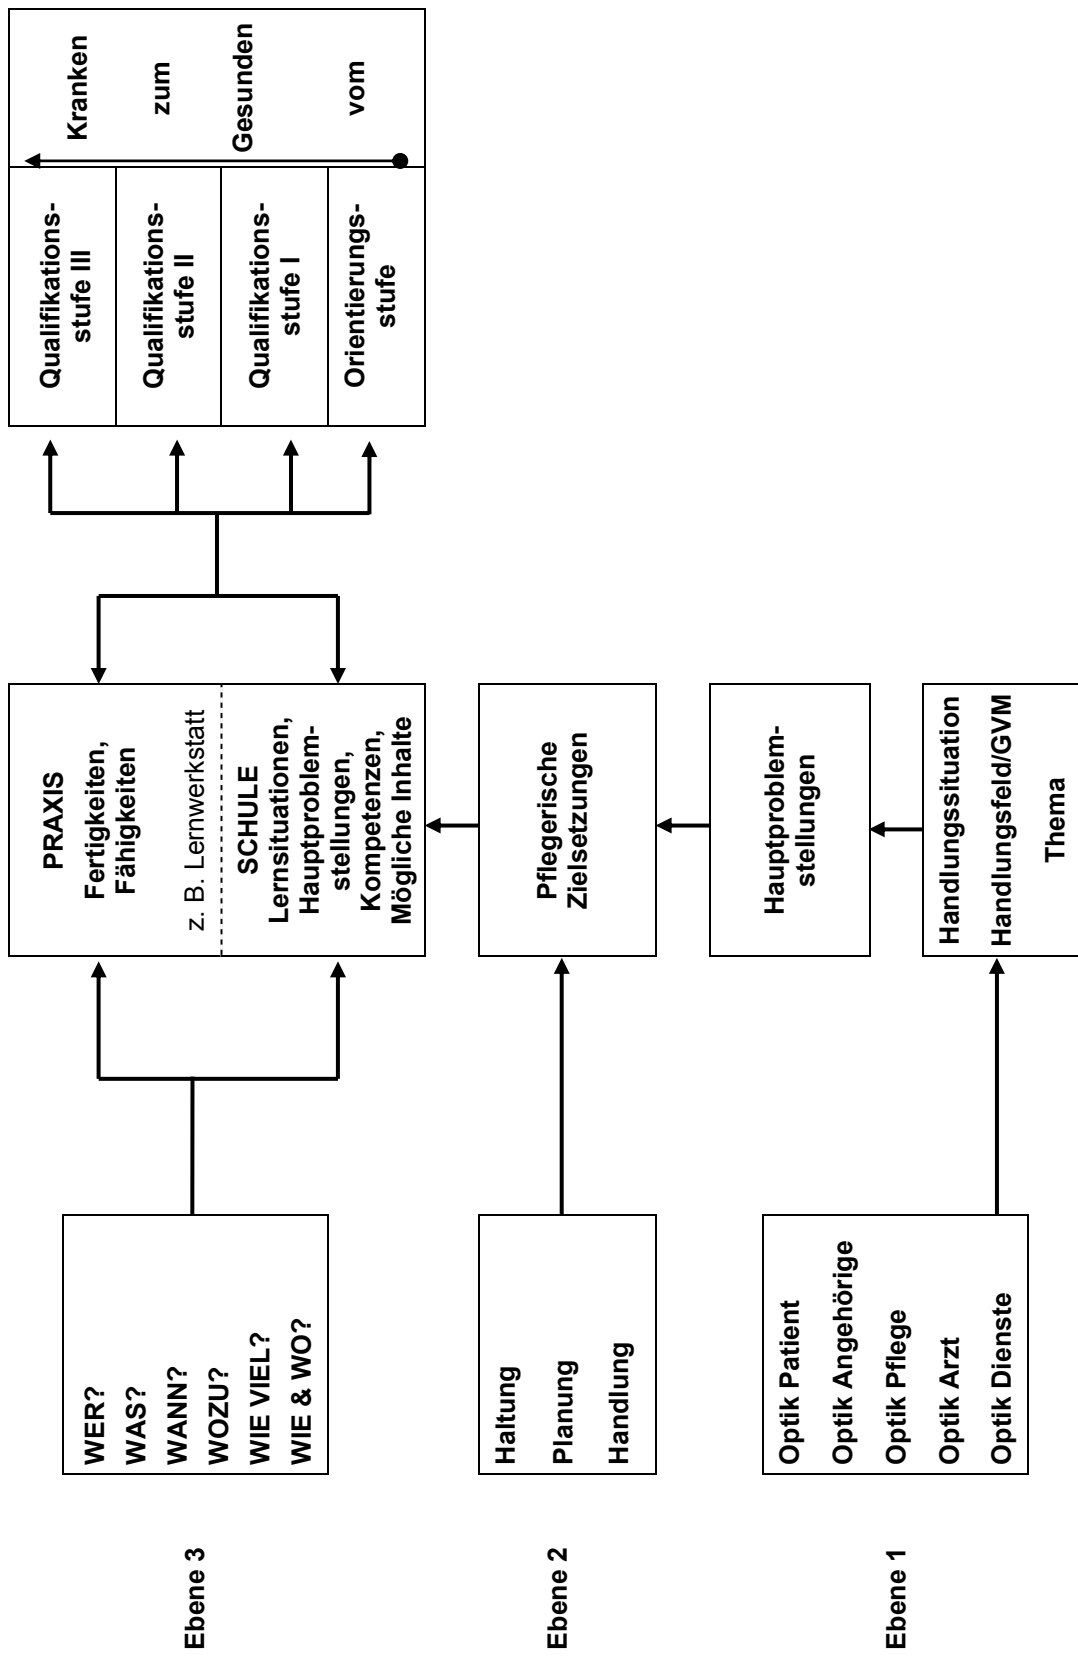 Ebene 3
WER?
WAS?
WANN?
WOZU?
WIE VIEL?
WIE & WO?
PRAXIS
Fertigkeiten,
Fähigkeiten
z. B. Lernwerkstatt
SCHULE
Lernsituationen,
Hauptproblem-
stellungen,
Kompetenzen,
Mögliche Inhalte
Qualifikations-
stufe III
Qualifikations-
stufe II
Qualifikations-
stufe I
Orientierungs-
stufe
Kranken
zum
Gesunden
vom
Ebene 2
Haltung
Planung
Handlung
Pflegerische
Zielsetzungen
Hauptproblem-
stellungen
Ebene 1
Optik Patient
Optik Angehörige
Optik Pflege
Optik Arzt
Optik Dienste
Handlungssituation
Handlungsfeld/GVM
Thema